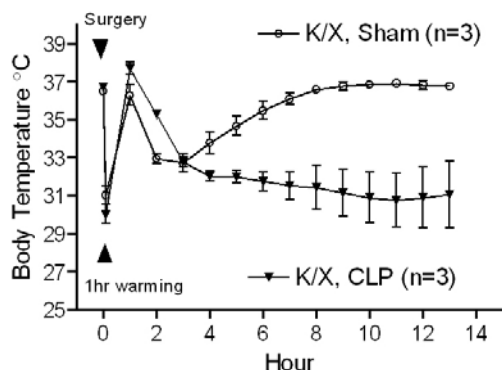 Surgery
K/X, Sham (n=3)
39
37
35
33
31
29
27
25
Body Temperature °C
1hr warming
K/X, CLP (n=3)
0 2 4 6 8 10 12 14
Hour